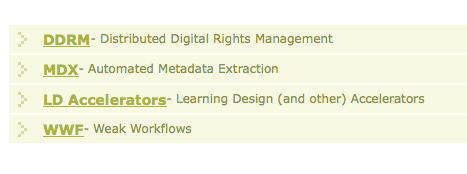 DDRM- Distributed Digital Rights Management
MDX- Automated Metadata Extraction
LD Accelerators- Learning Design (and other) Accelerators
WWF- Weak Workflows